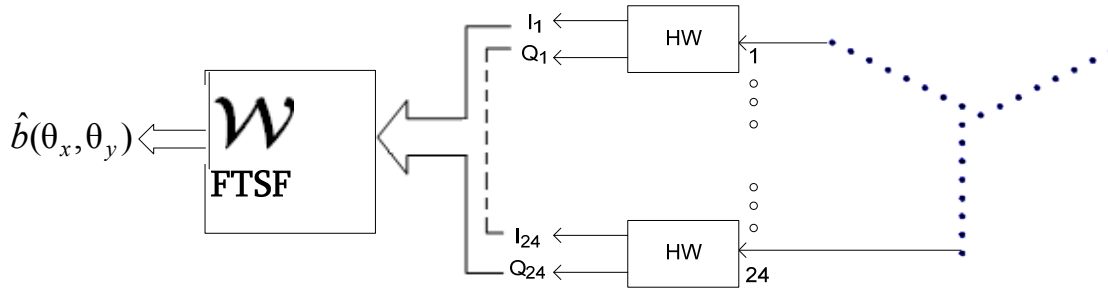 I1
HW
Q1
1
𝒲
b̂(θx,θy)
FTSF
I24
HW
Q24
24